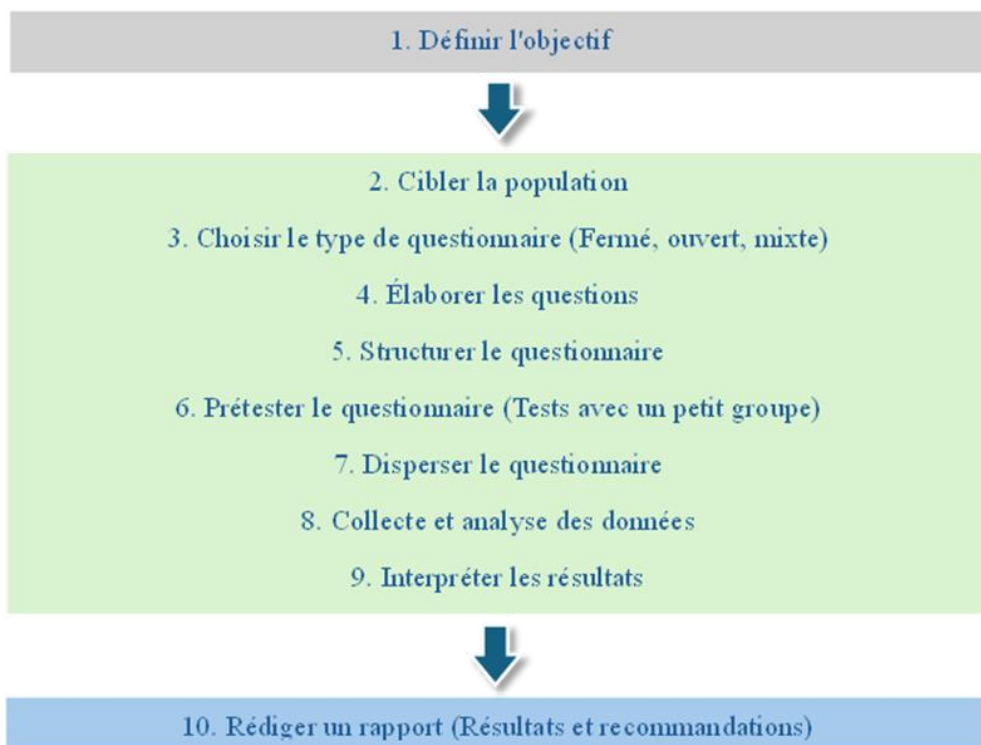 1. Définir l'objectif
2. Cibler la population
3. Choisir le type de questionnaire (Fermé, ouvert, mixte)
4. Élaborer les questions
5. Structurer le questionnaire
6. Prétester le questionnaire (Tests avec un petit groupe)
7. Disperser le questionnaire
8. Collecte et analyse des données
9. Interpréter les résultats
10. Rédiger un rapport (Résultats et recommandations)